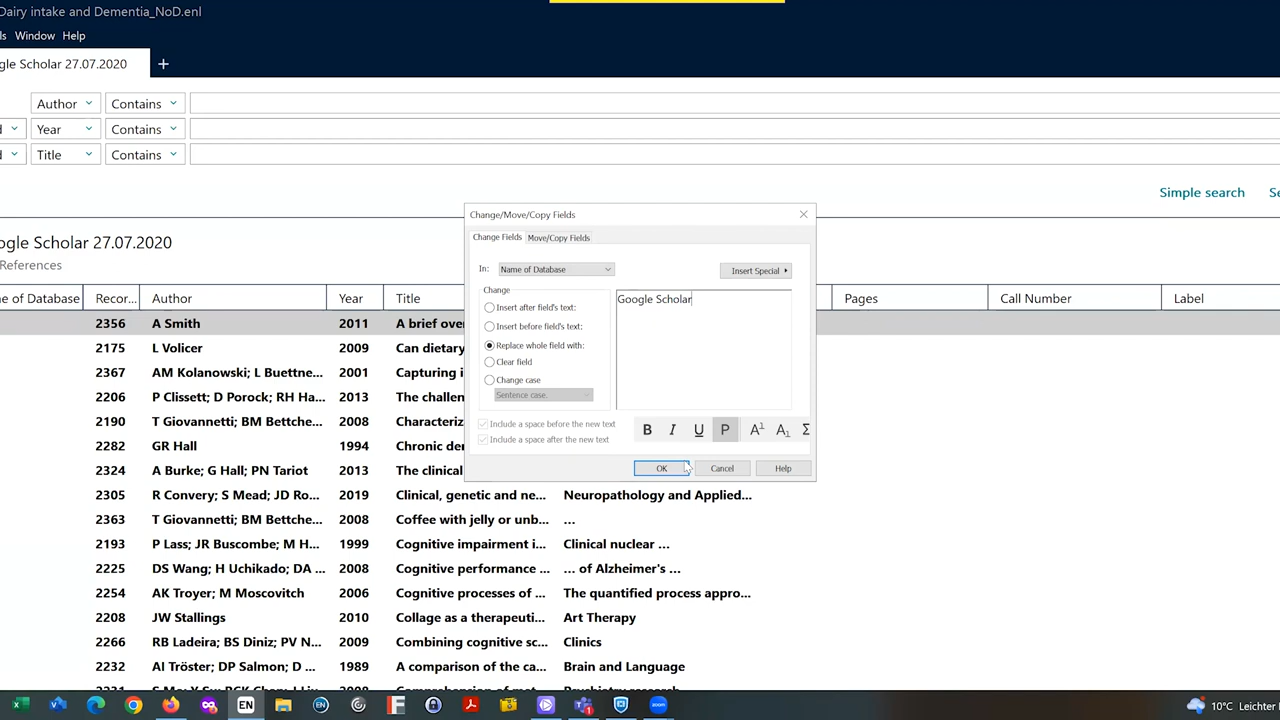 Dairy intake and Dementia_NoD.enl
ls Window Help
gle Scholar 27.07.2020 +
Author Contains
d Year Contains
d Title Contains
Simple search Se
ogle Scholar 27.07.2020
References
e of Database Recor... Author Year Title Pages Call Number Label
2356 A Smith 2011 A brief ove
2175 L Volicer 2009 Can dietary
2367 AM Kolanowski; L Buettne... 2001 Capturing i
2206 P Clissett; D Porock; RH Ha... 2013 The challen
2190 T Giovannetti; BM Bettche... 2008 Characteriz
2282 GR Hall 1994 Chronic de
2324 A Burke; G Hall; PN Tariot 2013 The clinical
2305 R Convery; S Mead; JD Ro... 2019 Clinical, genetic and ne... Neuropathology and Applied...
2363 T Giovannetti; BM Bettche... 2008 Coffee with jelly or unb... ...
2193 P Lass; JR Buscombe; M H... 1999 Cognitive impairment i... Clinical nuclear ...
2225 DS Wang; H Uchikado; DA ... 2008 Cognitive performance ... ... of Alzheimer's ...
2254 AK Troyer; M Moscovitch 2006 Cognitive processes of ... The quantified process appro...
2208 JW Stallings 2010 Collage as a therapeuti... Art Therapy
2266 RB Ladeira; BS Diniz; PV N... 2009 Combining cognitive sc... Clinics
2232 AI Tröster; DP Salmon; D ... 1989 A comparison of the ca... Brain and Language
Change/Move/Copy Fields
Change Fields Move/Copy Fields
In: Name of Database Insert Special
Change
Google Scholar
Insert after field's text:
Insert before field's text:
Replace whole field with:
Clear field
Change case
Sentence case.
Include a space before the new text
Include a space after the new text
B I U P A1 A1 Σ
OK Cancel Help
EN
10°C Leichter